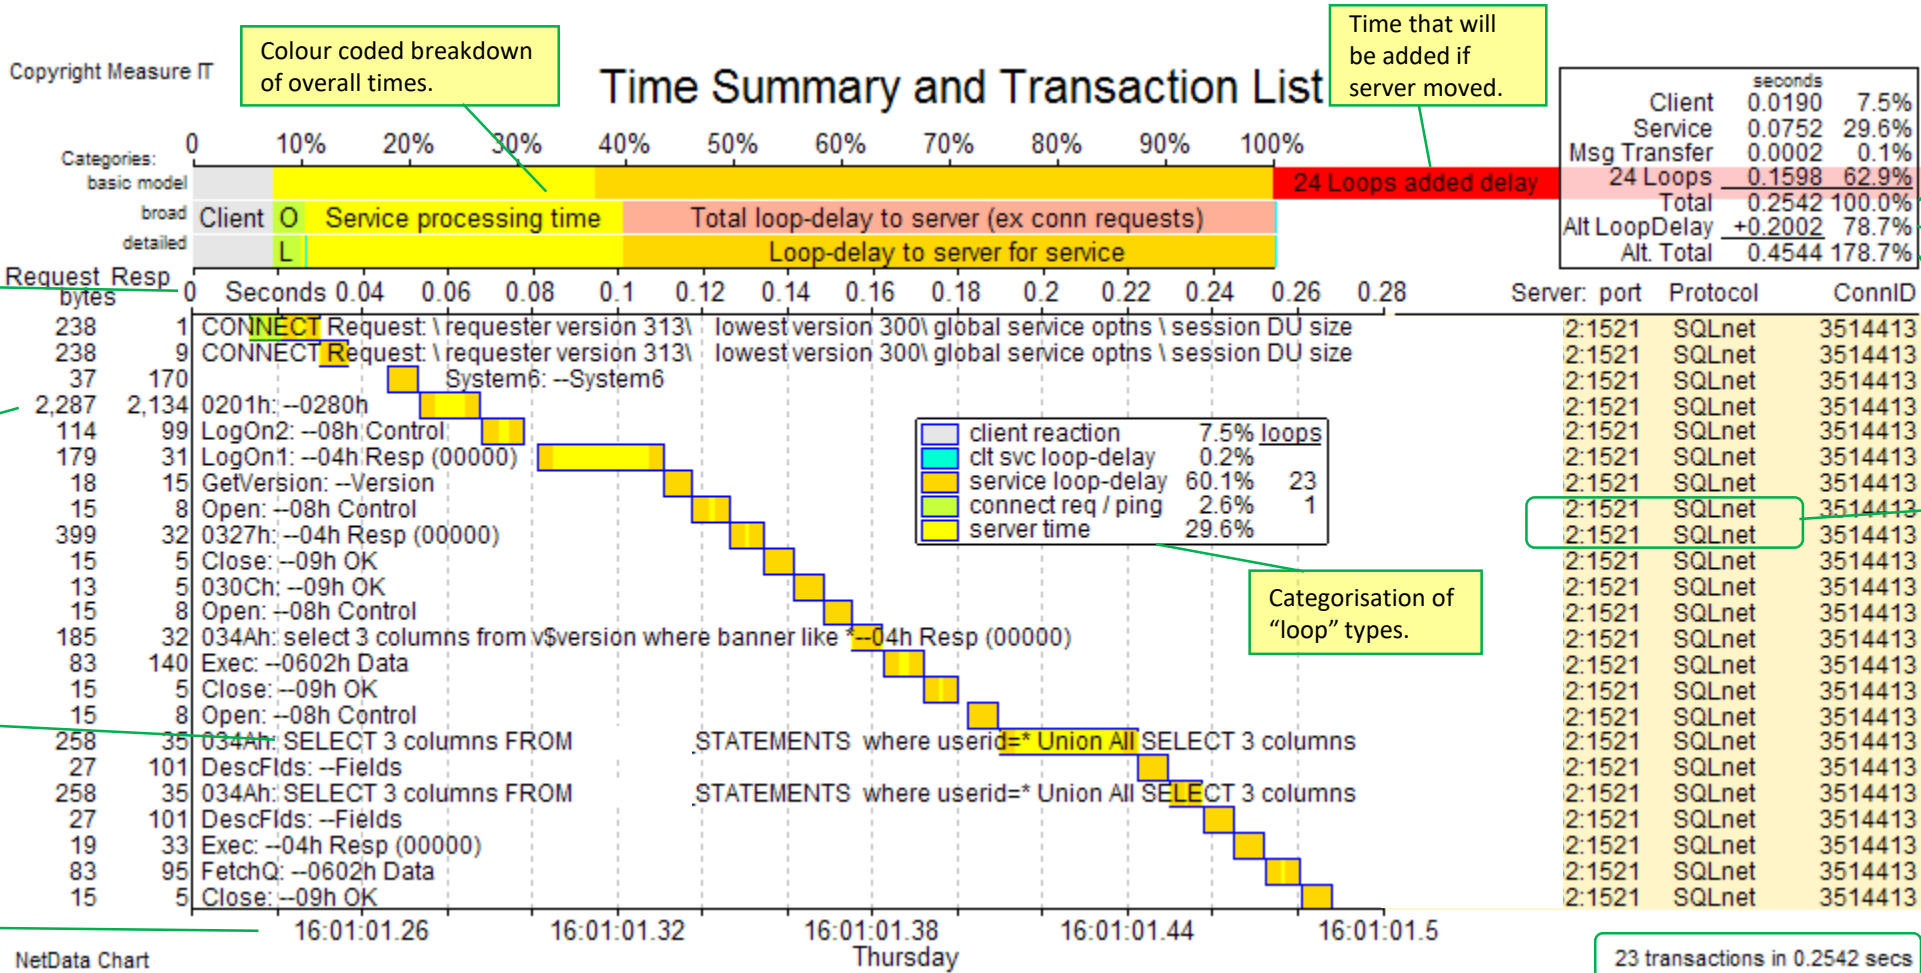 Copyright Measure IT
Colour coded breakdown
of overall times.
Time Summary and Transaction List
Time that will
be added if
server moved.
seconds
Client 0.0190 7.5%
Service 0.0752 29.6%
Msg Transfer 0.0002 0.1%
24 Loops 0.1598 62.9%
Total 0.2542 100.0%
Alt LoopDelay +0.2002 78.7%
Alt. Total 0.4544 178.7%
Categories:
0 10% 20% 30% 40% 50% 60% 70% 80% 90% 100%
basic model 24 Loops added delay
broad Client O Service processing time Total loop-delay to server (ex conn requests)
detailed L Loop-delay to server for service
Request Resp
bytes
0 Seconds 0.04 0.06 0.08 0.1 0.12 0.14 0.16 0.18 0.2 0.22 0.24 0.26 0.28 Server: port Protocol ConnID
238 1 CONNECT Request: \ requester version 313\ lowest version 300\ global service optns \ session DU size 2:1521 SQLnet 3514413
238 9 CONNECT Request: \ requester version 313\ lowest version 300\ global service optns \ session DU size 2:1521 SQLnet 3514413
37 170 System6: --System6 2:1521 SQLnet 3514413
2,287 2,134 0201h: --0280h 2:1521 SQLnet 3514413
114 99 LogOn2: --08h Control 2:1521 SQLnet 3514413
179 31 LogOn1: --04h Resp (00000) 2:1521 SQLnet 3514413
18 15 GetVersion: --Version 2:1521 SQLnet 3514413
15 8 Open: --08h Control 2:1521 SQLnet 3514413
399 32 0327h: --04h Resp (00000) 2:1521 SQLnet 3514413
15 5 Close: --09h OK 2:1521 SQLnet 3514413
13 5 030Ch: --09h OK 2:1521 SQLnet 3514413
15 8 Open: --08h Control 2:1521 SQLnet 3514413
185 32 034Ah: select 3 columns from v$version where banner like *--04h Resp (00000) 2:1521 SQLnet 3514413
83 140 Exec: --0602h Data 2:1521 SQLnet 3514413
15 5 Close: --09h OK 2:1521 SQLnet 3514413
15 8 Open: --08h Control 2:1521 SQLnet 3514413
258 35 034Ah: SELECT 3 columns FROM _STATEMENTS where userid=* Union All SELECT 3 columns 2:1521 SQLnet 3514413
27 101 DescFlds: --Fields 2:1521 SQLnet 3514413
258 35 034Ah: SELECT 3 columns FROM _STATEMENTS where userid=* Union All SELECT 3 columns 2:1521 SQLnet 3514413
27 101 DescFlds: --Fields 2:1521 SQLnet 3514413
19 33 Exec: --04h Resp (00000) 2:1521 SQLnet 3514413
83 95 FetchQ: --0602h Data 2:1521 SQLnet 3514413
15 5 Close: --09h OK 2:1521 SQLnet 3514413
client reaction 7.5% loops
clt svc loop-delay 0.2%
service loop-delay 60.1% 23
connect req / ping 2.6% 1
server time 29.6%
Categorisation of
“loop” types.
16:01:01.26 16:01:01.32 16:01:01.38 16:01:01.44 16:01:01.5
Thursday
NetData Chart
23 transactions in 0.2542 secs